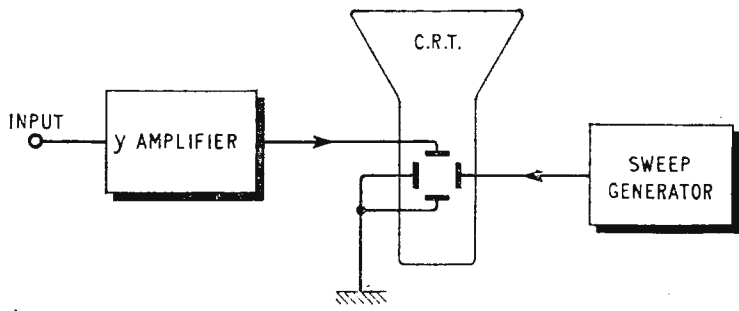 C.R.T.
INPUT
y AMPLIFIER
SWEEP
GENERATOR